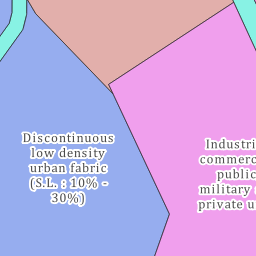 Discontinuous
low density
urban fabric
(S.L. : 10% -
30%)
Industri
commerc
public
military
private u